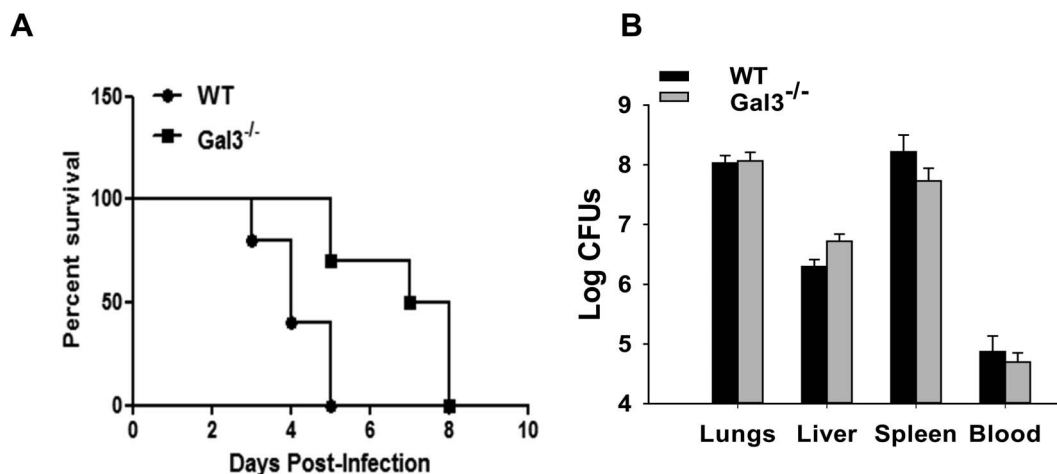 A
150
100
50
0
Percent survival
WT
Gal3-/-
0 2 4 6 8 10
Days Post-Infection
B
WT
Gal3-/-
9
8
7
6
5
4
Log CFUs
Lungs Liver Spleen Blood